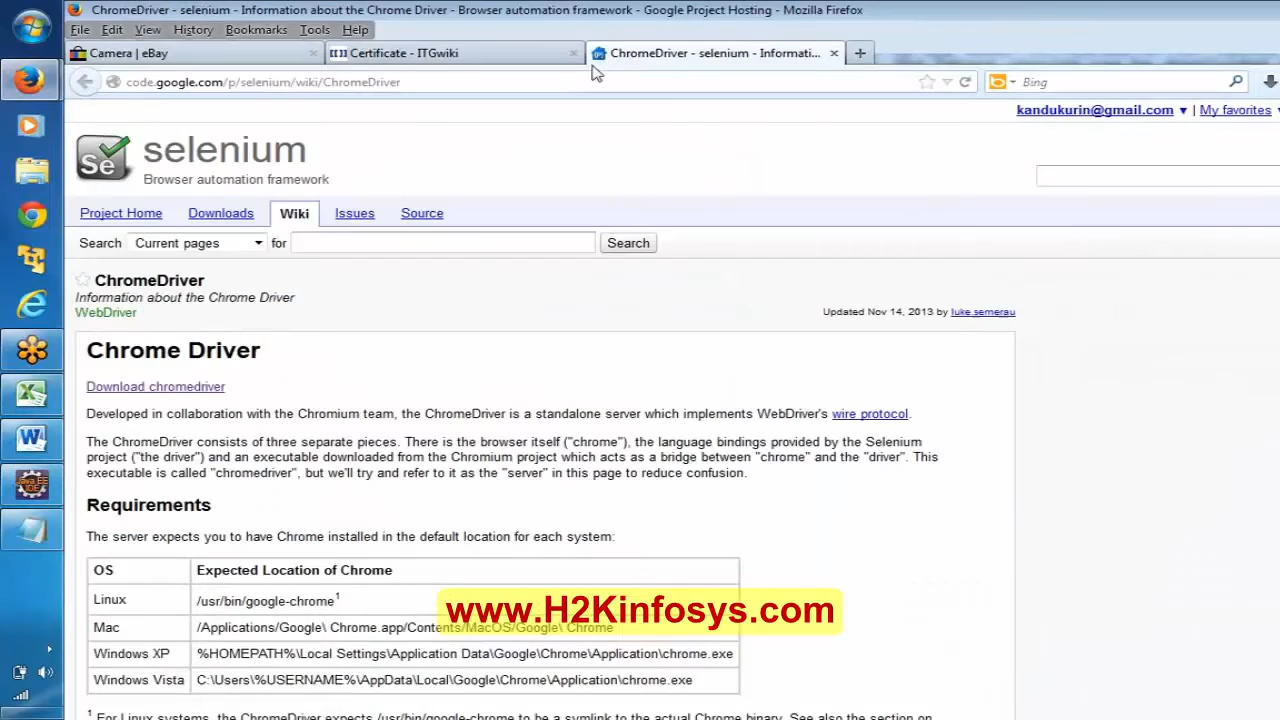 ChromeDriver - selenium - Information about the Chrome Driver - Browser automation framework - Google Project Hosting - Mozilla Firefox
File Edit View History Bookmarks Tools Help
Camera | eBay
Certificate - ITGwiki
ChromeDriver - selenium - Informati...
code.google.com/p/selenium/wiki/ChromeDriver
Bing
kandukurin@gmail.com ▼ | My favorites
Se
selenium
Browser automation framework
Project Home Downloads Wiki Issues Source
Search Current pages for Search
ChromeDriver
Information about the Chrome Driver
WebDriver
Updated Nov 14, 2013 by luke.semerau
Chrome Driver
Download chromedriver
Developed in collaboration with the Chromium team, the ChromeDriver is a standalone server which implements WebDriver's wire protocol.
The ChromeDriver consists of three separate pieces. There is the browser itself ("chrome"), the language bindings provided by the Selenium
project ("the driver") and an executable downloaded from the Chromium project which acts as a bridge between "chrome" and the "driver". This
executable is called "chromedriver", but we'll try and refer to it as the "server" in this page to reduce confusion.
Requirements
The server expects you to have Chrome installed in the default location for each system:
OS Expected Location of Chrome
Linux /usr/bin/google-chrome1
Mac /Applications/Google\ Chrome.app/Contents/MacOS/Google\ Chrome
Windows XP %HOMEPATH%\Local Settings\Application Data\Google\Chrome\Application\chrome.exe
Windows Vista C:\Users\%USERNAME%\AppData\Local\Google\Chrome\Application\chrome.exe
www.H2Kinfosys.com
1 For Linux systems, the ChromeDriver expects /usr/bin/google-chrome to be a symlink to the actual Chrome binary. See also the section on
Java EE
IDE